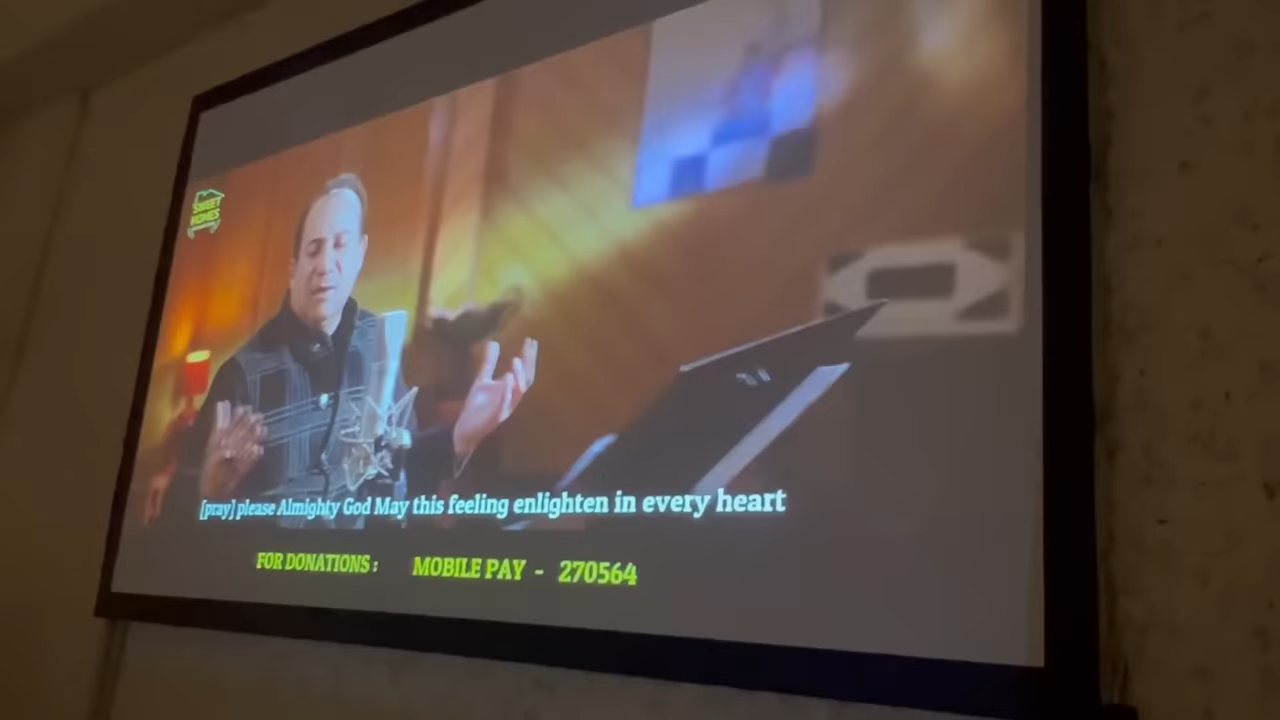 SWEET
HOMES
[pray] please Almighty God May this feeling enlighten in every heart
FOR DONATIONS : MOBILE PAY - 270564